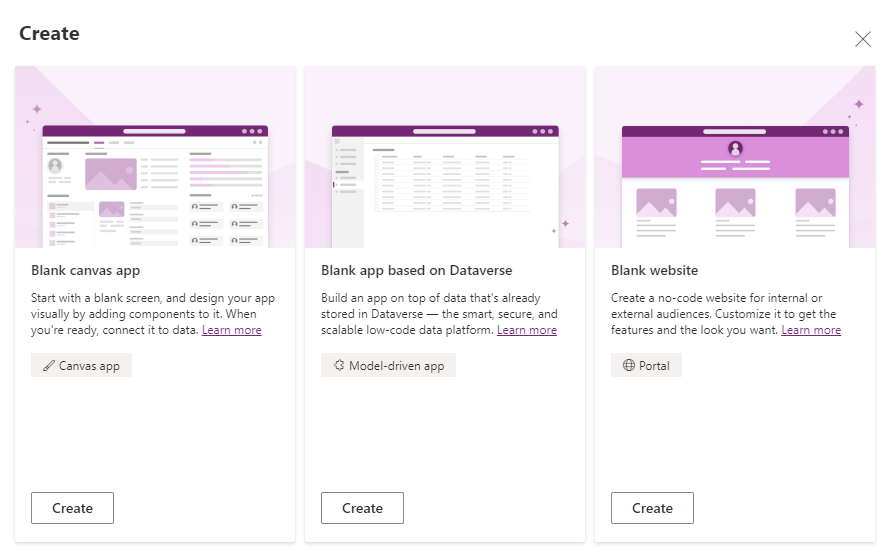 Create
Blank canvas app
Start with a blank screen, and design your app
visually by adding components to it. When
you're ready, connect it to data. Learn more
Canvas app
Create
Blank app based on Dataverse
Build an app on top of data that's already
stored in Dataverse — the smart, secure, and
scalable low-code data platform. Learn more
Model-driven app
Create
Blank website
Create a no-code website for internal or
external audiences. Customize it to get the
features and the look you want. Learn more
Portal
Create